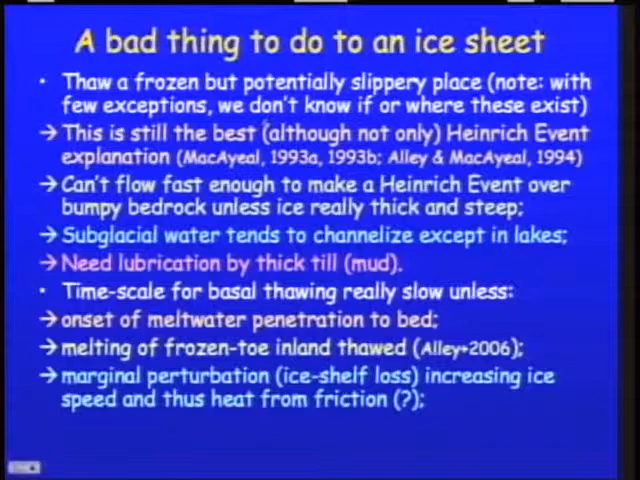 A bad thing to do to an ice sheet
• Thaw a frozen but potentially slippery place (note: with
few exceptions, we don't know if or where these exist)
→ This is still the best (although not only) Heinrich Event
explanation (MacAyeal, 1993a, 1993b; Alley & MacAyeal, 1994)
→ Can't flow fast enough to make a Heinrich Event over
bumpy bedrock unless ice really thick and steep;
→ Subglacial water tends to channelize except in lakes;
→ Need lubrication by thick till (mud).
• Time-scale for basal thawing really slow unless:
→ onset of meltwater penetration to bed;
→ melting of frozen-toe inland thawed (Alley+2006);
→ marginal perturbation (ice-shelf loss) increasing ice
speed and thus heat from friction (?);